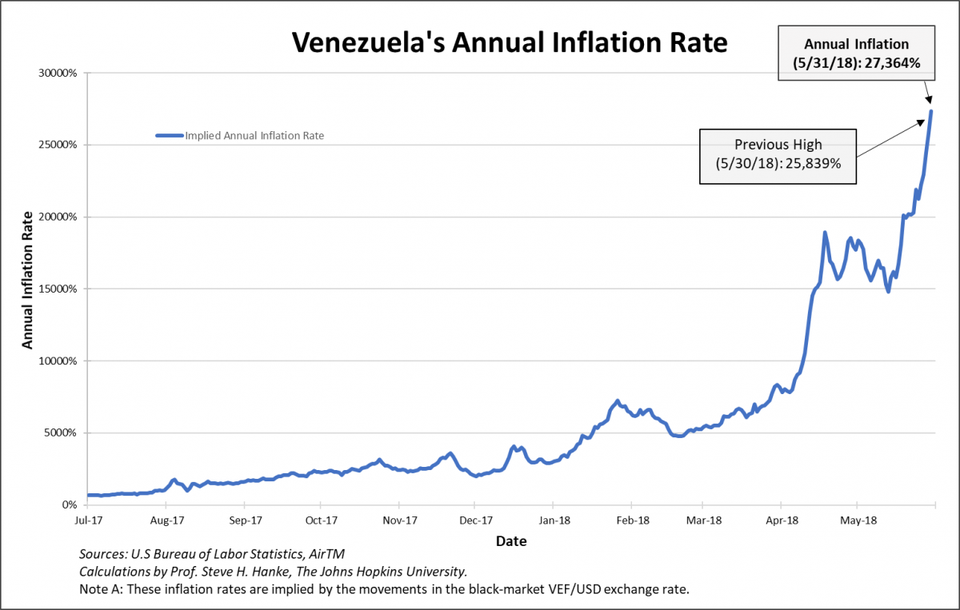 Venezuela's Annual Inflation Rate
Annual Inflation
(5/31/18): 27,364%
Previous High
(5/30/18): 25,839%
Implied Annual Inflation Rate
Annual Inflation Rate
30000%
25000%
20000%
15000%
10000%
5000%
0%
Jul-17 Aug-17 Sep-17 Oct-17 Nov-17 Dec-17 Jan-18 Feb-18 Mar-18 Apr-18 May-18
Date
Sources: U.S Bureau of Labor Statistics, AirTM
Calculations by Prof. Steve H. Hanke, The Johns Hopkins University.
Note A: These inflation rates are implied by the movements in the black-market VEF/USD exchange rate.